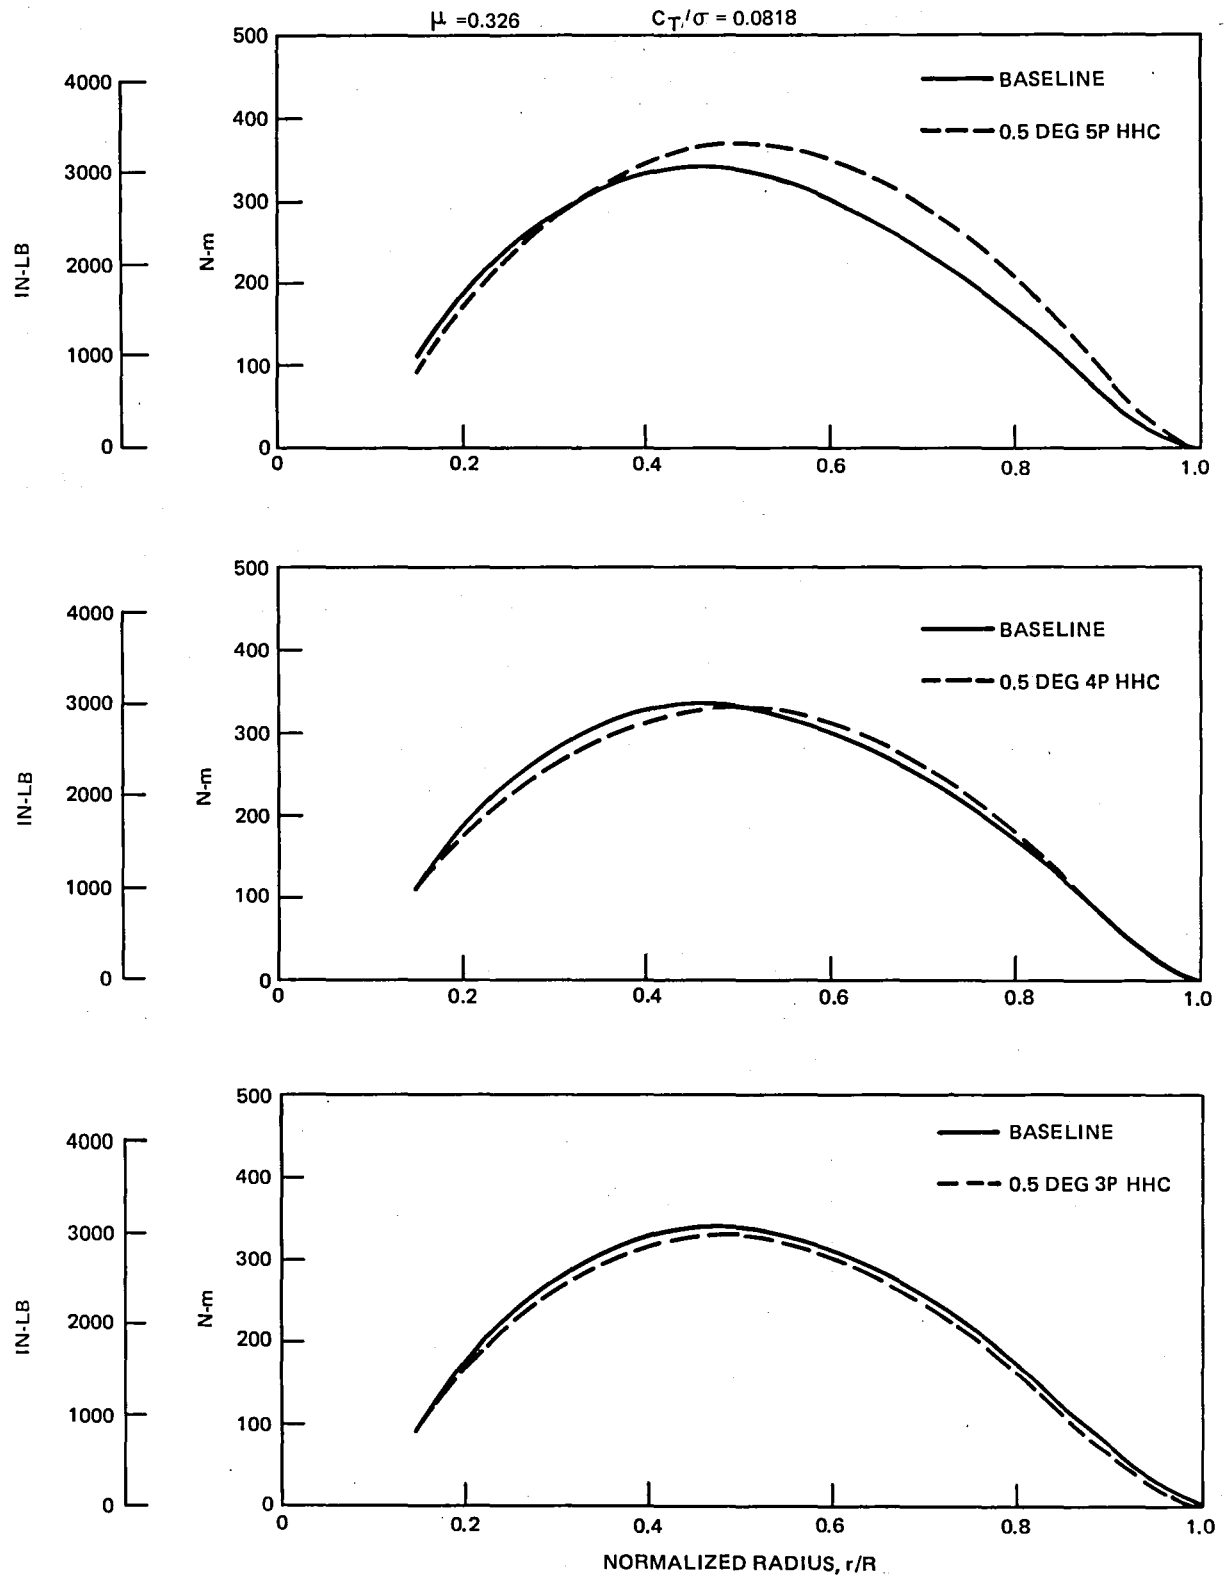 μ =0.326 C_T/σ = 0.0818
500
4000
BASELINE
400
0.5 DEG 5P HHC
3000
300
IN-LB
N-m
2000
200
1000
100
0
0
0 0.2 0.4 0.6 0.8 1.0
500
4000
BASELINE
400
0.5 DEG 4P HHC
3000
300
IN-LB
N-m
2000
200
1000
100
0
0
0 0.2 0.4 0.6 0.8 1.0
500
4000
BASELINE
400
0.5 DEG 3P HHC
3000
300
IN-LB
N-m
2000
200
1000
100
0
0
0 0.2 0.4 0.6 0.8 1.0
NORMALIZED RADIUS, r/R